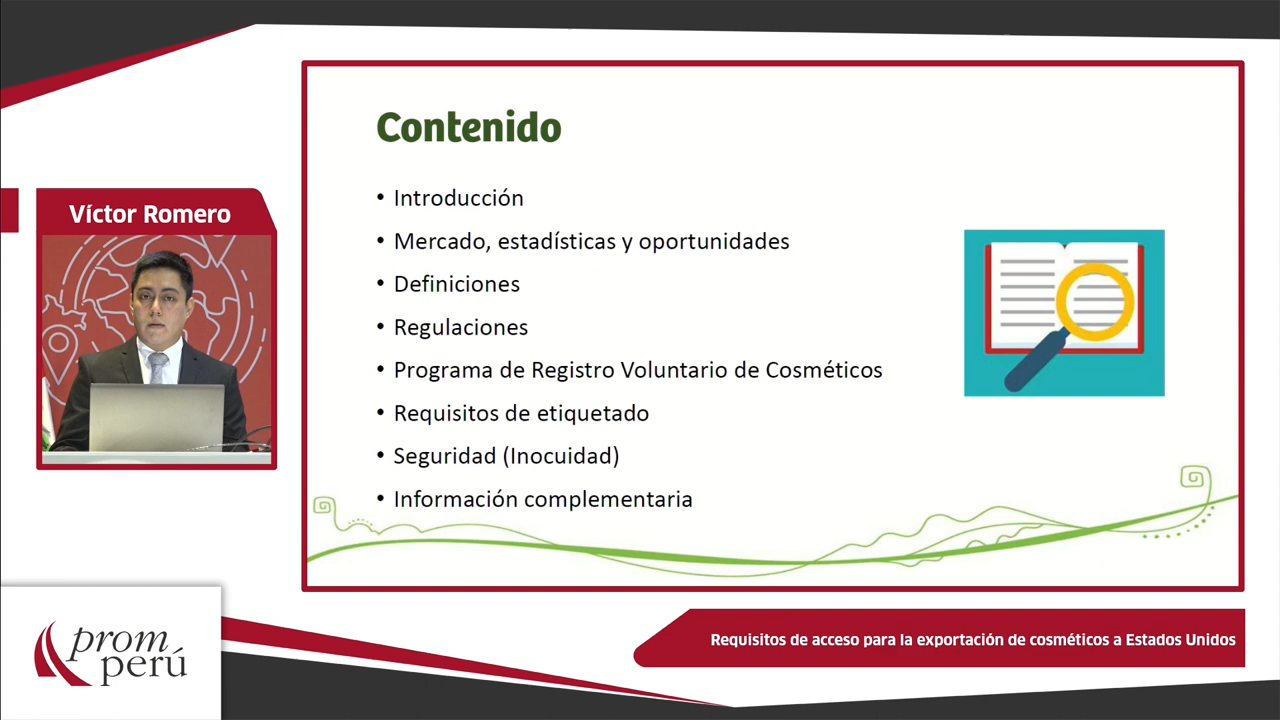 Contenido
• Introducción
• Mercado, estadísticas y oportunidades
• Definiciones
• Regulaciones
• Programa de Registro Voluntario de Cosméticos
• Requisitos de etiquetado
• Seguridad (Inocuidad)
• Información complementaria
Víctor Romero
prom
perú
Requisitos de acceso para la exportación de cosméticos a Estados Unidos